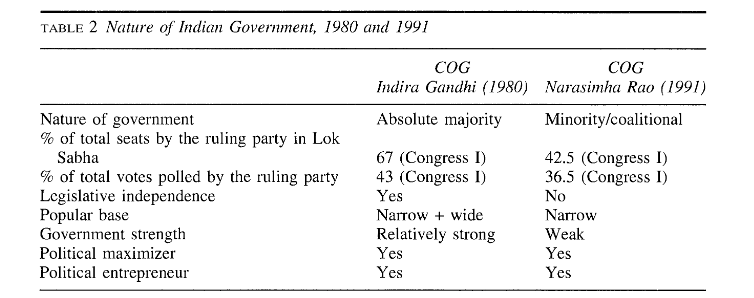 TABLE 2 Nature of Indian Government, 1980 and 1991
COG COG
Indira Gandhi (1980) Narasimha Rao (1991)
Nature of government Absolute majority Minority/coalitional
% of total seats by the ruling party in Lok
Sabha 67 (Congress I) 42.5 (Congress I)
% of total votes polled by the ruling party 43 (Congress I) 36.5 (Congress I)
Legislative independence Yes No
Popular base Narrow + wide Narrow
Government strength Relatively strong Weak
Political maximizer Yes Yes
Political entrepreneur Yes Yes